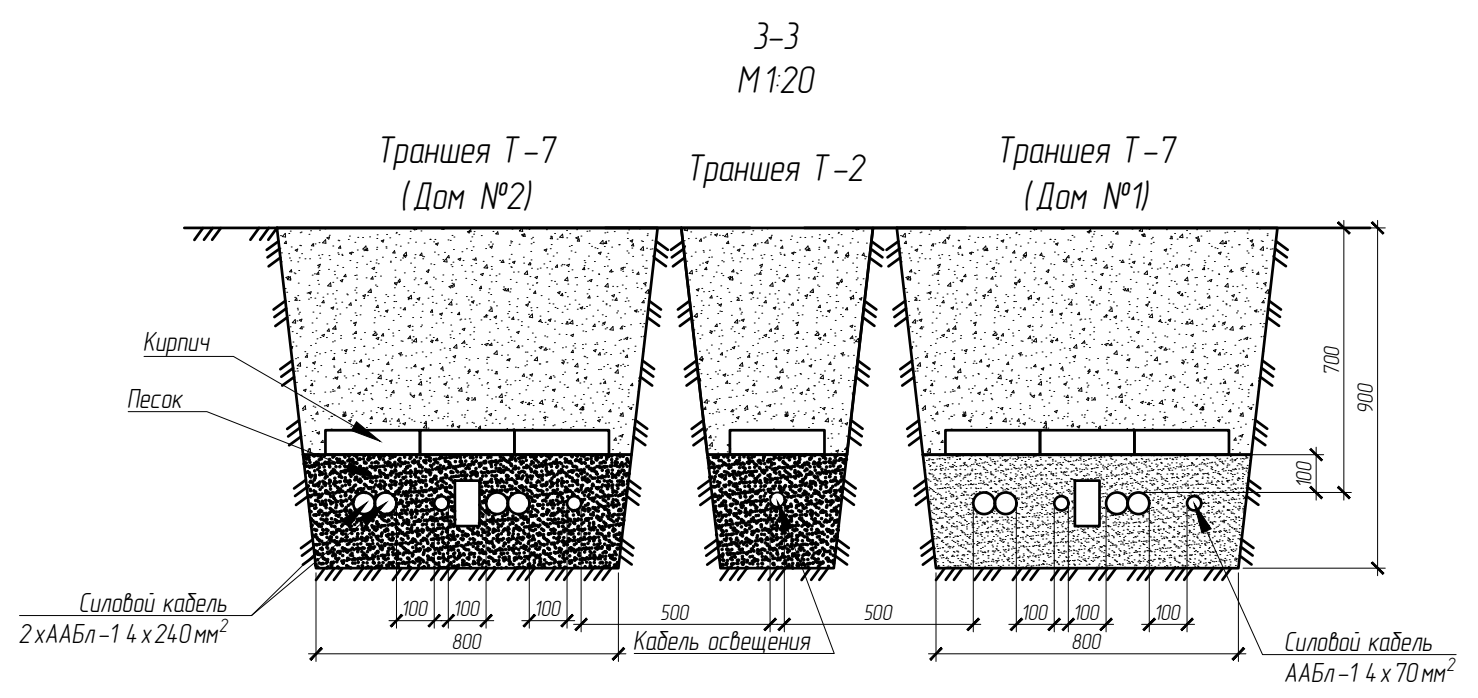 3-3
М 1:20
Траншея Т-7
(Дом №2)
Траншея Т-2
Траншея Т-7
(Дом №1)
Кирпич
Песок
700
900
100
Силовой кабель
2хААБл-1 4х240мм²
100
100
100
800
500
500
Кабель освещения
100
100
100
800
Силовой кабель
ААБл-1 4х70мм²